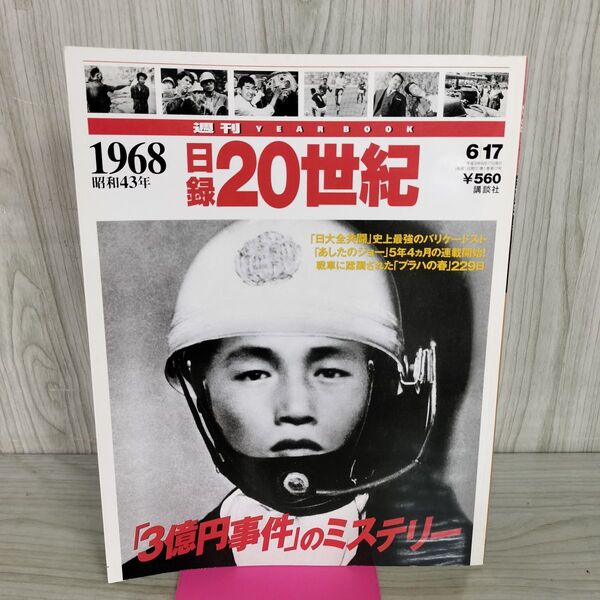 週刊 YEAR BOOK
1968
昭和43年
日録20世紀
6 17
¥560
講談社
「日大全共闘」史上最強のバリケードスト
「あしたのジョー」5年4ヵ月の連載開始!
戦車に蹂躙された「プラハの春」229日
「3億円事件」のミステリー